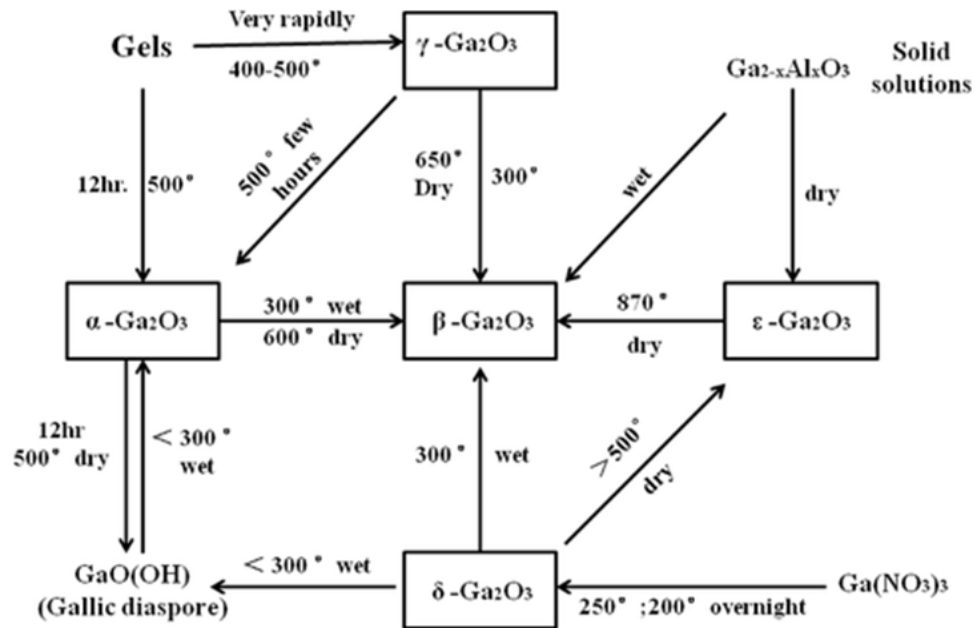 Very rapidly
Gels
γ-Ga2O3
400-500°
Ga2-xAlxO3
Solid
solutions
500° few
hours
650°
Dry
300°
12hr.
500°
wet
dry
300° wet
870°
α-Ga2O3
β-Ga2O3
ε-Ga2O3
600° dry
dry
12hr
500° dry
<300°
wet
300°
wet
>500°
dry
<300° wet
GaO(OH)
(Gallic diaspore)
δ-Ga2O3
Ga(NO3)3
250° ;200° overnight